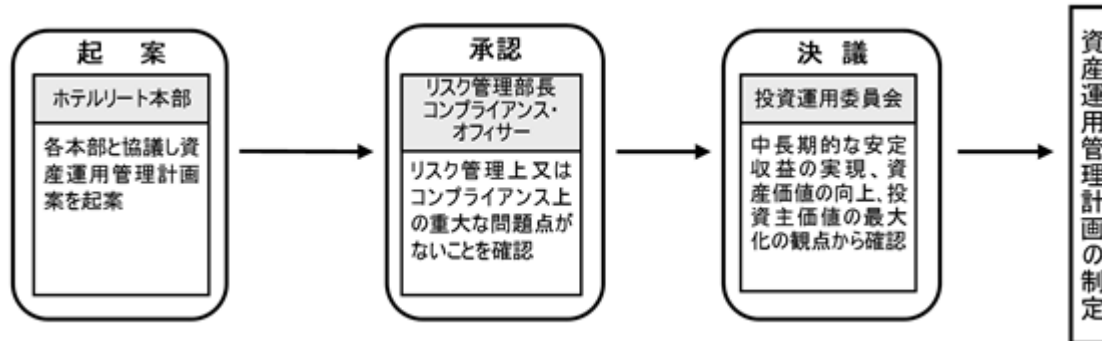 起 案
ホテルリート本部
各本部と協議し資
産運用管理計画
案を起案
承認
リスク管理部長
コンプライアンス・
オフィサー
リスク管理上又は
コンプライアンス上
の重大な問題点が
ないことを確認
決 議
投資運用委員会
中長期的な安定
収益の実現、資
産価値の向上、投
資主価値の最大
化の観点から確認
資産運用管理計画の制定